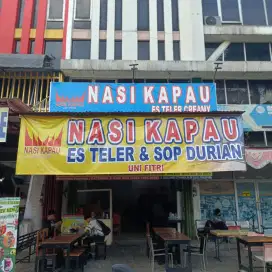 NASI KAPAU
ES TELER CREAMY
NASI KAPAU
NASI KAPAU
ES TELER & SOP DURIAN
UNI FITRI